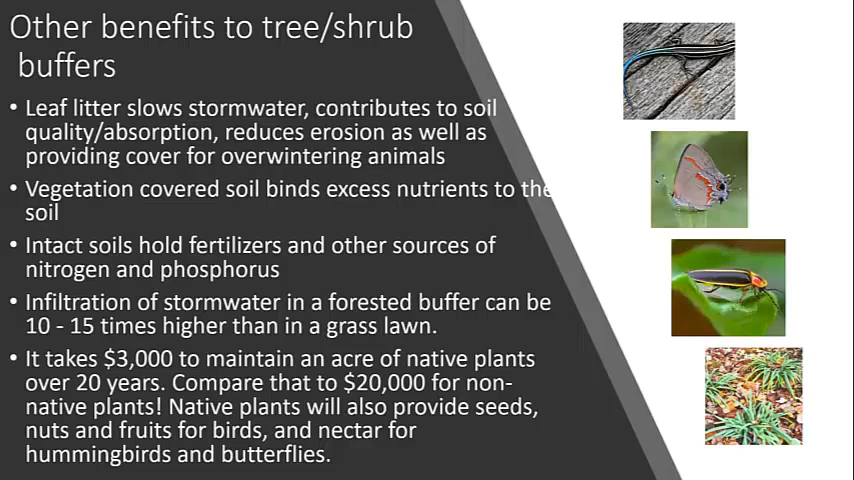 Other benefits to tree/shrub
buffers
• Leaf litter slows stormwater, contributes to soil
quality/absorption, reduces erosion as well as
providing cover for overwintering animals
• Vegetation covered soil binds excess nutrients to the
soil
• Intact soils hold fertilizers and other sources of
nitrogen and phosphorus
• Infiltration of stormwater in a forested buffer can be
10 - 15 times higher than in a grass lawn.
• It takes $3,000 to maintain an acre of native plants
over 20 years. Compare that to $20,000 for non-
native plants! Native plants will also provide seeds,
nuts and fruits for birds, and nectar for
hummingbirds and butterflies.